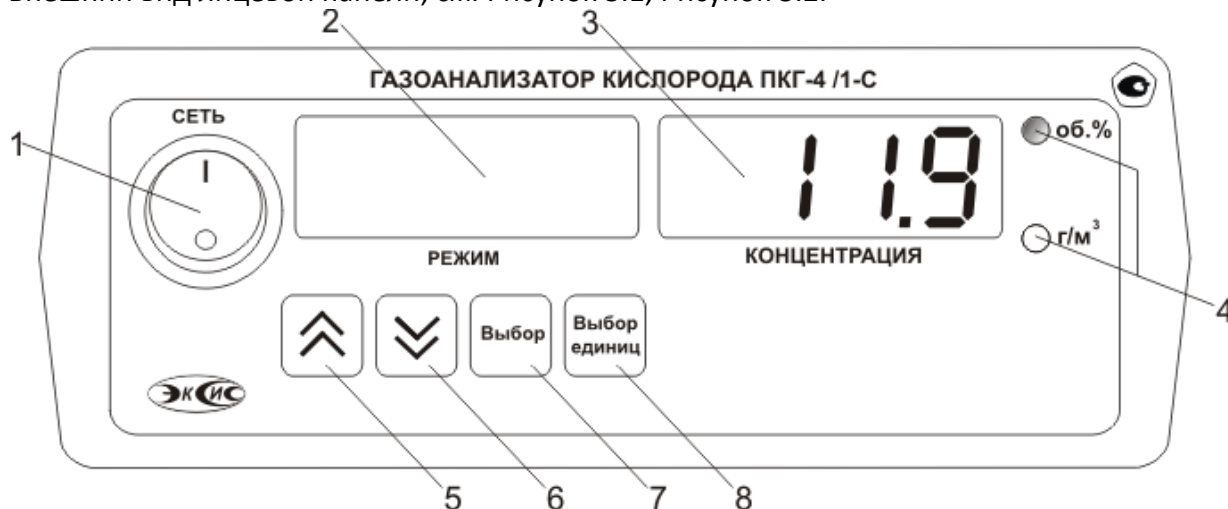 внешний вид лицевой панели, см. Рисунок 3.1, Рисунок 3.2.
2
3
ГАЗОАНАЛИЗАТОР КИСЛОРОДА ПКГ-4 /1-С
СЕТЬ
об.%
1
I
11.9
г/м³
РЕЖИМ
КОНЦЕНТРАЦИЯ
4
Выбор
Выбор
единиц
ЭКСИС
5
6
7
8